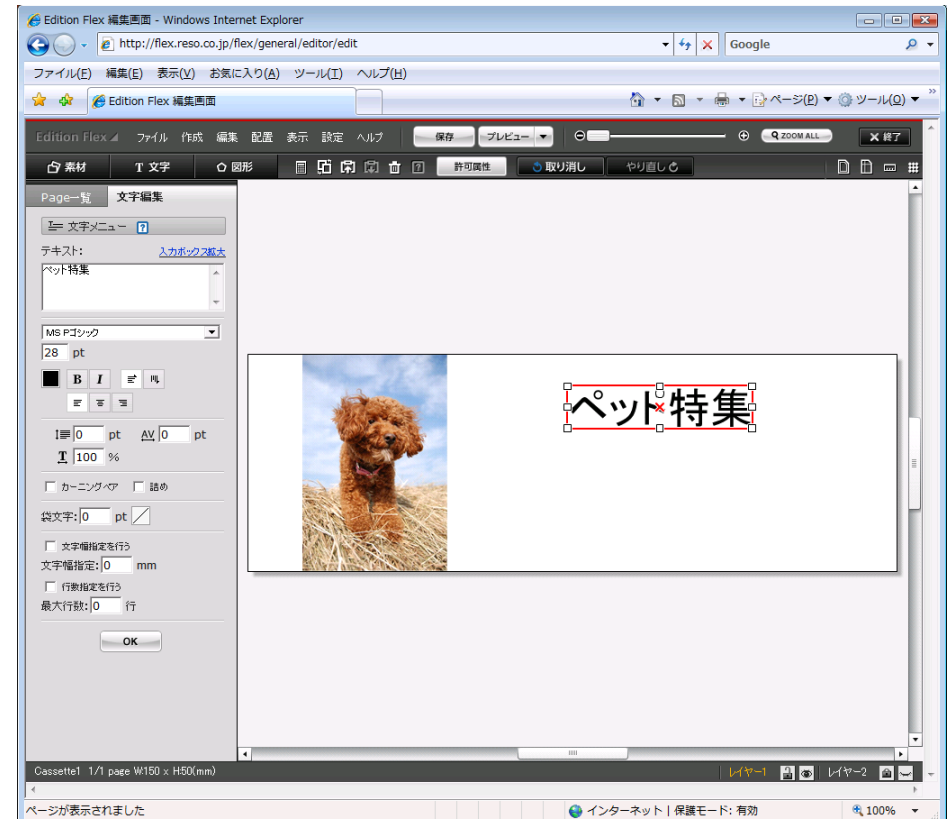 Edition Flex 編集画面 - Windows Internet Explorer
http://flex.reso.co.jp/flex/general/editor/edit
Google
ファイル(F) 編集(E) 表示(V) お気に入り(A) ツール(T) ヘルプ(H)
Edition Flex 編集画面
ページ(P) ツール(O)
Edition Flex ファイル 作成 編集 配置 表示 設定 ヘルプ 保存 プレビュー ZOOM ALL 終了
素材 T 文字 図形 許可属性 取り消し やり直し
Page一覧 文字編集
文字メニュー ?
テキスト: 入力ボックス拡大
ペット特集
MS Pゴシック
28 pt
B I
0 pt AV 0 pt
T 100 %
カーニングペア 詰め
袋文字: 0 pt
文字幅指定を行う
文字幅指定: 0 mm
行数指定を行う
最大行数: 0 行
OK
ペット特集
Cassette1 1/1 page W:150 x H:50(mm)
レイヤー1 レイヤー2
ページが表示されました
インターネット | 保護モード: 有効
100%